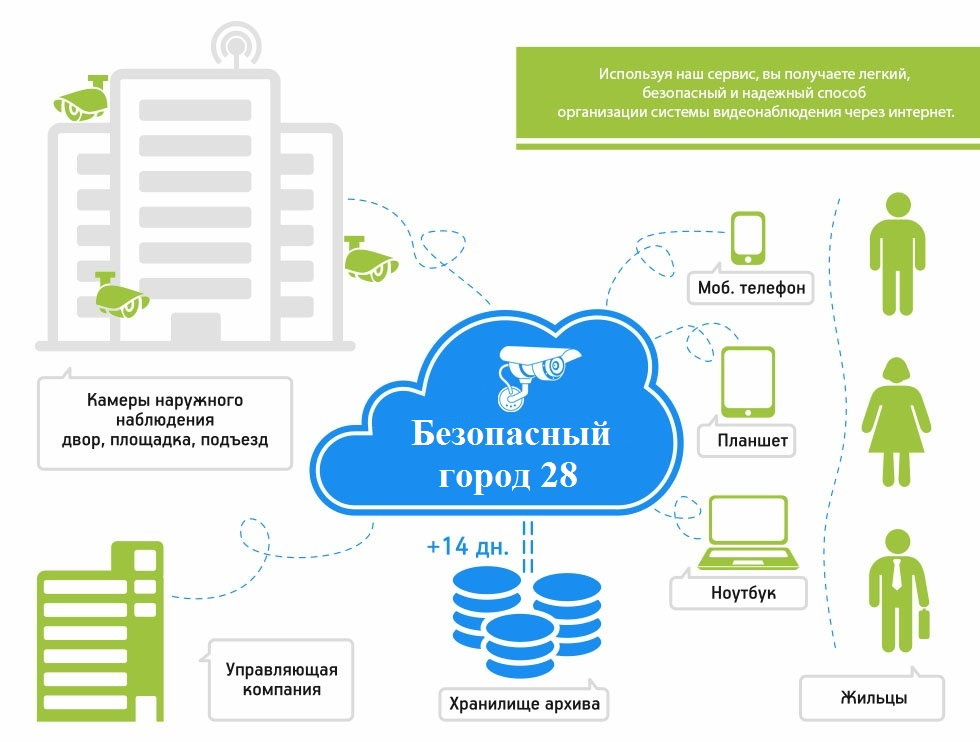 Используя наш сервис, вы получаете легкий,
безопасный и надежный способ
организации системы видеонаблюдения через интернет.
Моб. телефон
Камеры наружного
наблюдения
двор, площадка, подъезд
Безопасный
город 28
Планшет
+14 дн.
Ноутбук
Управляющая
компания
Хранилище архива
Жильцы